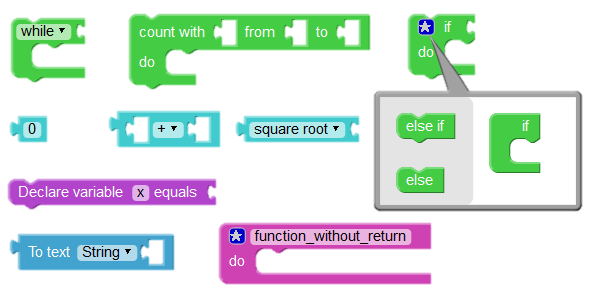 while ▾
count with from to
do
if
do
else if
if
else
0
+ ▾
square root ▾
Declare variable x equals
To text String ▾
function_without_return
do